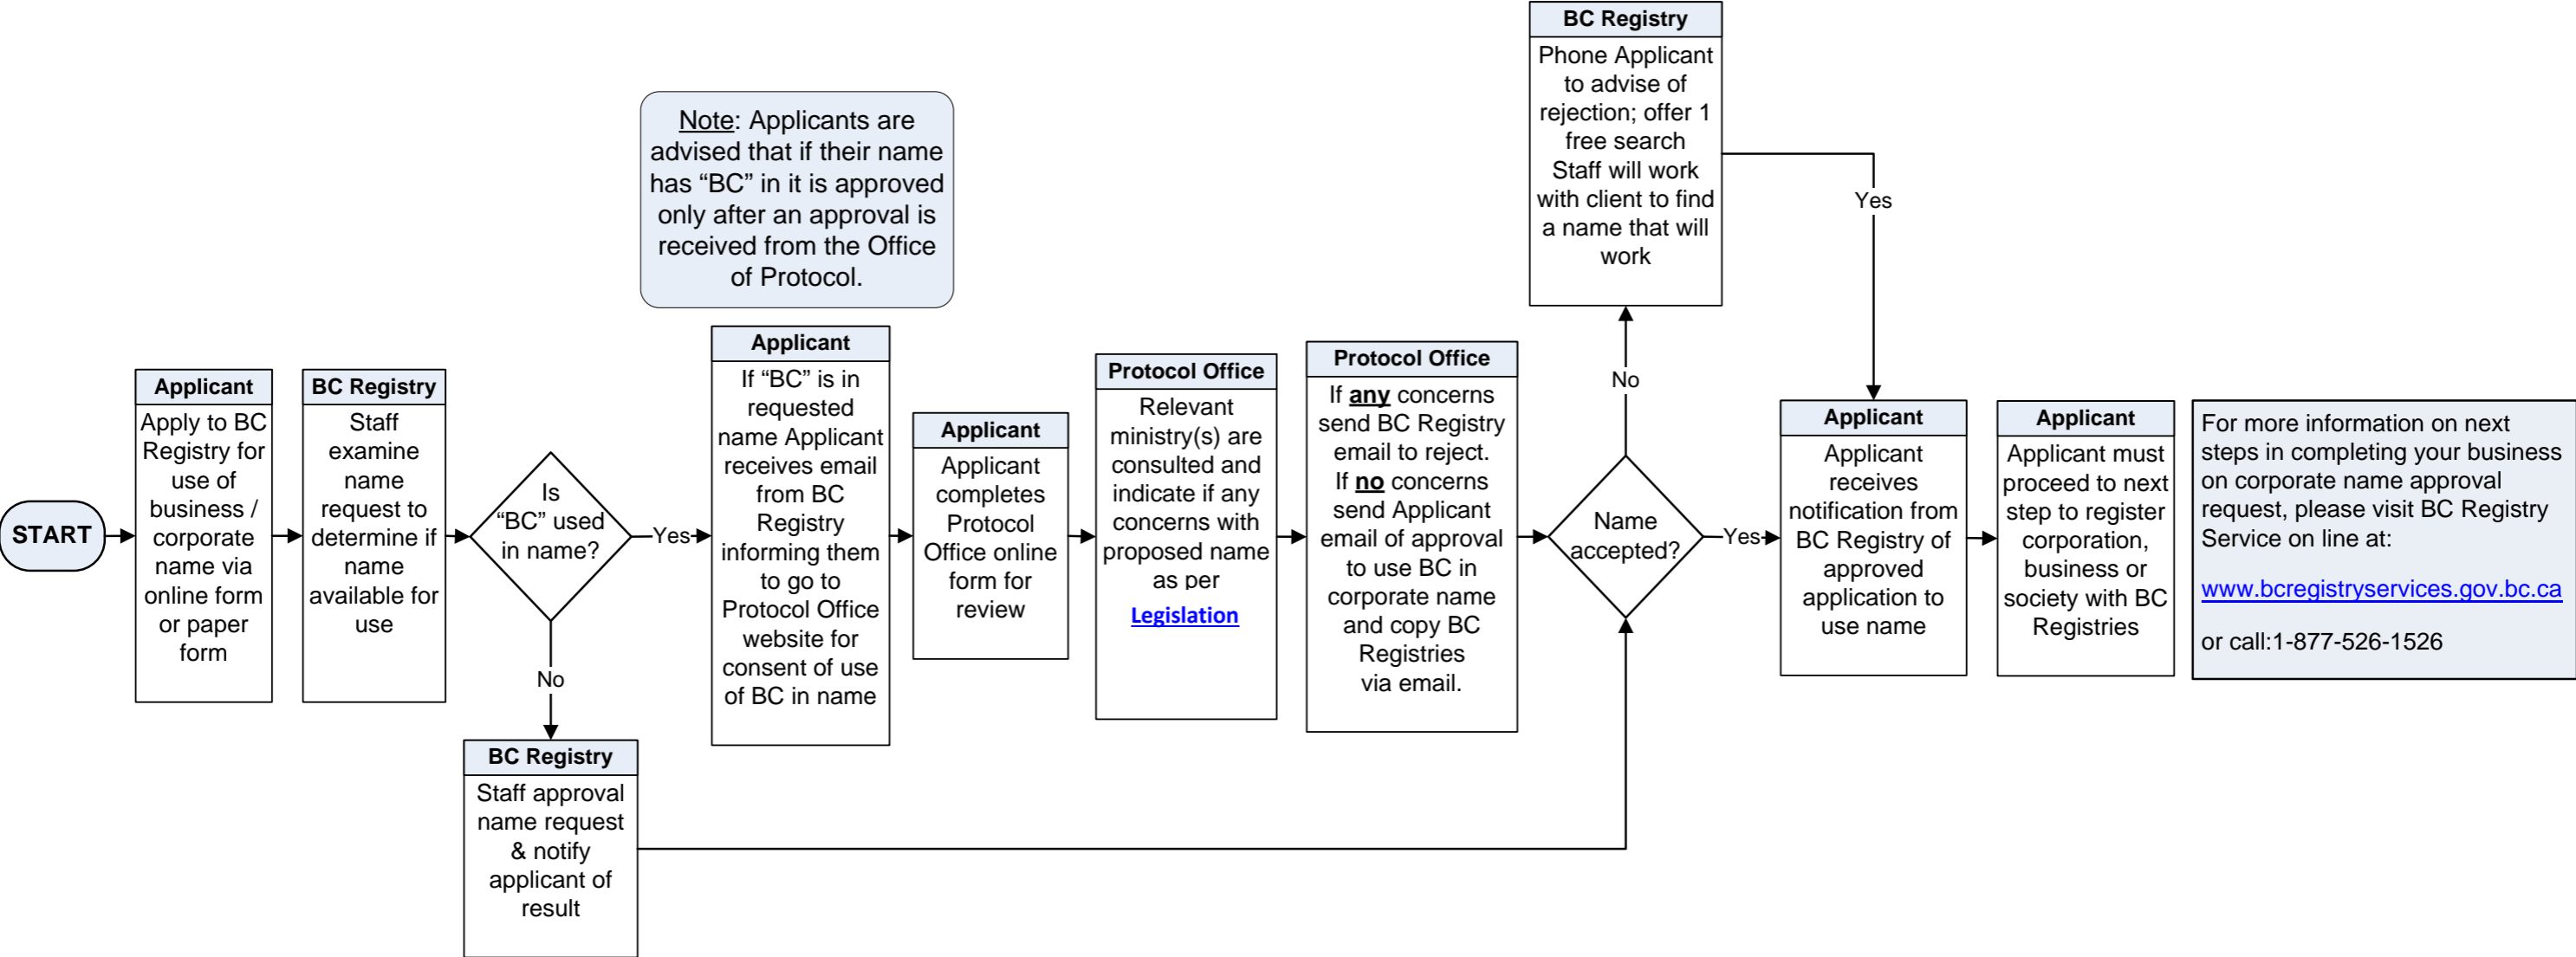 START
Applicant
Apply to BC
Registry for
use of
business /
corporate
name via
online form
or paper
form
BC Registry
Staff
examine
name
request to
determine if
name
available for
use
Is
“BC” used
in name?
Yes
No
BC Registry
Staff approval
name request
& notify
applicant of
result
Note: Applicants are
advised that if their name
has “BC” in it is approved
only after an approval is
received from the Office
of Protocol.
Applicant
If “BC” is in
requested
name Applicant
receives email
from BC
Registry
informing them
to go to
Protocol Office
website for
consent of use
of BC in name
Applicant
Applicant
completes
Protocol
Office online
form for
review
Protocol Office
Relevant
ministry(s) are
consulted and
indicate if any
concerns with
proposed name
as per
Legislation
Protocol Office
If any concerns
send BC Registry
email to reject.
If no concerns
send Applicant
email of approval
to use BC in
corporate name
and copy BC
Registries
via email.
Name
accepted?
No
BC Registry
Phone Applicant
to advise of
rejection; offer 1
free search
Staff will work
with client to find
a name that will
work
Yes
Yes
Applicant
Applicant
receives
notification from
BC Registry of
approved
application to
use name
Applicant
Applicant must
proceed to next
step to register
corporation,
business or
society with BC
Registries
For more information on next
steps in completing your business
on corporate name approval
request, please visit BC Registry
Service on line at:
www.bcregistryservices.gov.bc.ca
or call:1-877-526-1526